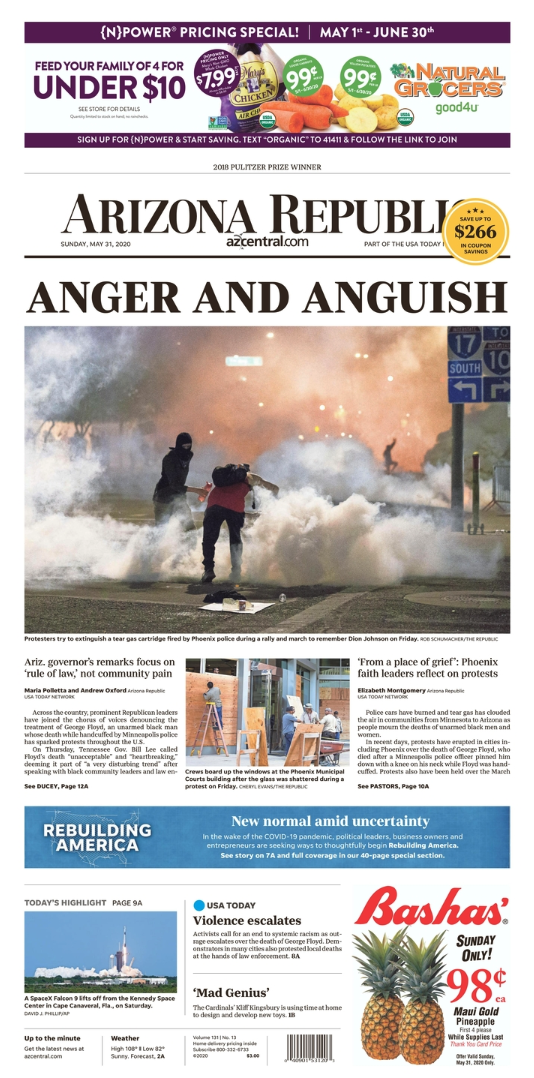 {N}POWER® PRICING SPECIAL! | MAY 1st - JUNE 30th
FEED YOUR FAMILY OF 4 FOR
UNDER $10
SEE STORE FOR DETAILS
{N}POWER
PRICING ONLY
$7.99
Mary's
CHICKEN
AIR CH
99¢
99¢
USDA
ORGANIC
USDA
ORGANIC
NATURAL
GROCERS
good4u
SIGN UP FOR {N}POWER & START SAVING. TEXT "ORGANIC" TO 41411 & FOLLOW THE LINK TO JOIN
2018 PULITZER PRIZE WINNER
ARIZONA REPUBLIC
SUNDAY, MAY 31, 2020
azcentral.com
PART OF THE USA TODAY
SAVE UP TO
$266
IN COUPON
SAVINGS
ANGER AND ANGUISH
17
SOUTH
TO
10
Protesters try to extinguish a tear gas cartridge fired by Phoenix police during a rally and march to remember Dion Johnson on Friday. ROB SCHUMACHER/THE REPUBLIC
Ariz. governor's remarks focus on
'rule of law,' not community pain
Maria Polletta and Andrew Oxford Arizona Republic
USA TODAY NETWORK
Across the country, prominent Republican leaders
have joined the chorus of voices denouncing the
treatment of George Floyd, an unarmed black man
whose death while handcuffed by Minneapolis police
has sparked protests throughout the U.S.
On Thursday, Tennessee Gov. Bill Lee called
Floyd's death "unacceptable" and "heartbreaking,"
deeming it part of "a very disturbing trend" after
speaking with black community leaders and law en-
See DUCEY, Page 12A
Crews board up the windows at the Phoenix Municipal
Courts building after the glass was shattered during a
protest on Friday. CHERYL EVANS/THE REPUBLIC
'From a place of grief': Phoenix
faith leaders reflect on protests
Elizabeth Montgomery Arizona Republic
USA TODAY NETWORK
Police cars have burned and tear gas has clouded
the air in communities from Minnesota to Arizona as
people mourn the deaths of unarmed black men and
women.
In recent days, protests have erupted in cities in-
cluding Phoenix over the death of George Floyd, who
died after a Minneapolis police officer pinned him
down with a knee on his neck while Floyd was hand-
cuffed. Protests also have been held over the March
See PASTORS, Page 10A
REBUILDING
AMERICA
New normal amid uncertainty
In the wake of the COVID-19 pandemic, political leaders, business owners and
entrepreneurs are seeking ways to thoughtfully begin Rebuilding America.
See story on 7A and full coverage in our 40-page special section.
TODAY'S HIGHLIGHT PAGE 9A
A SpaceX Falcon 9 lifts off from the Kennedy Space
Center in Cape Canaveral, Fla., on Saturday.
DAVID J. PHILLIP/AP
USA TODAY
Violence escalates
Activists call for an end to systemic racism as out-
rage escalates over the death of George Floyd. Dem-
onstrators in many cities also protested local deaths
at the hands of law enforcement. 8A
'Mad Genius'
The Cardinals' Kliff Kingsbury is using time at home
to design and develop new toys. 1B
Up to the minute
Get the latest news at
azcentral.com
Weather
High 108° Low 82°
Sunny. Forecast, 2A
Volume 131 | No. 13
Home delivery pricing inside
Subscribe 800-332-6733
©2020 $3.00
Bashas'®
SUNDAY
ONLY!
98¢
ea
Maui Gold
Pineapple
First 4 please
While Supplies Last
Thank You Card Price
Offer Valid Sunday,
May 31, 2020 Only.